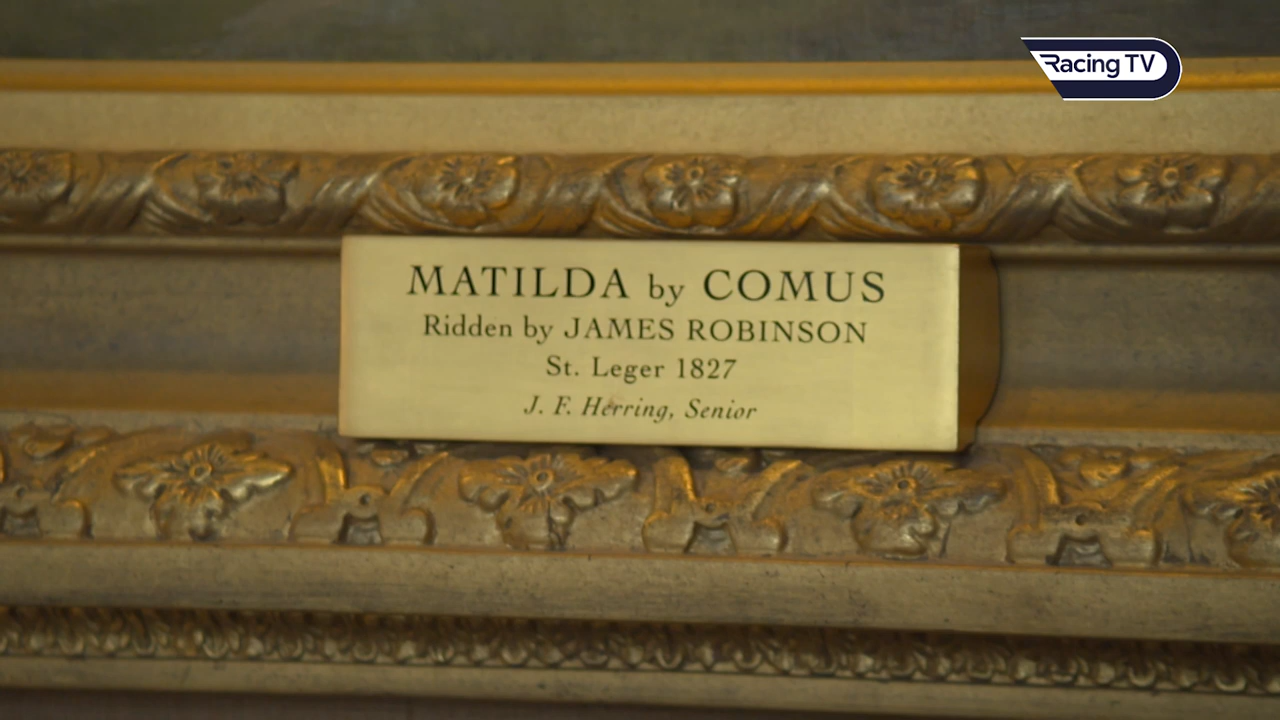 Racing TV
MATILDA by COMUS
Ridden by JAMES ROBINSON
St. Leger 1827
J. F. Herring, Senior